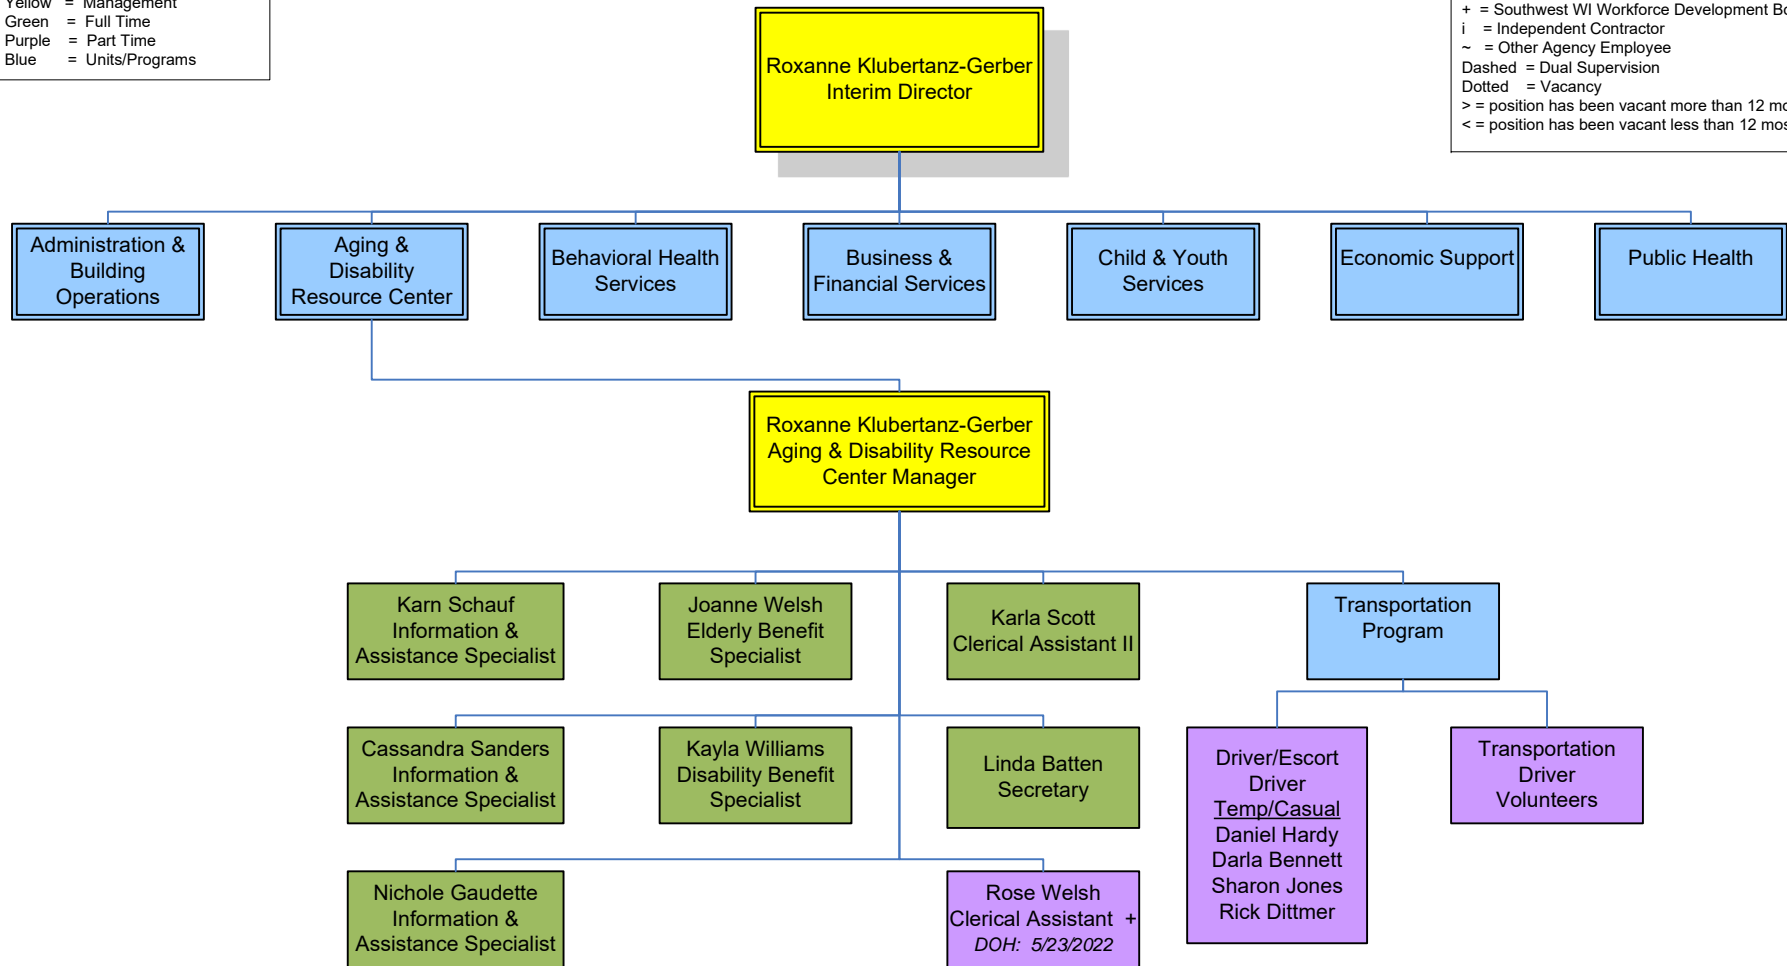 Yellow = Management
Green = Full Time
Purple = Part Time
Blue = Units/Programs
+ = Southwest WI Workforce Development
i = Independent Contractor
~ = Other Agency Employee
Dashed = Dual Supervision
Dotted = Vacancy
> = position has been vacant more than 12
< = position has been vacant less than 12 mos
Roxanne Klubertanz-Gerber
Interim Director
Administration &
Building
Operations
Aging &
Disability
Resource Center
Behavioral Health
Services
Business &
Financial Services
Child & Youth
Services
Economic Support
Public Health
Roxanne Klubertanz-Gerber
Aging & Disability Resource
Center Manager
Karn Schauf
Information &
Assistance Specialist
Joanne Welsh
Elderly Benefit
Specialist
Karla Scott
Clerical Assistant II
Transportation
Program
Cassandra Sanders
Information &
Assistance Specialist
Kayla Williams
Disability Benefit
Specialist
Linda Batten
Secretary
Driver/Escort
Driver
Temp/Casual
Daniel Hardy
Darla Bennett
Sharon Jones
Rick Dittmer
Transportation
Driver
Volunteers
Nichole Gaudette
Information &
Assistance Specialist
Rose Welsh
Clerical Assistant +
DOH: 5/23/2022